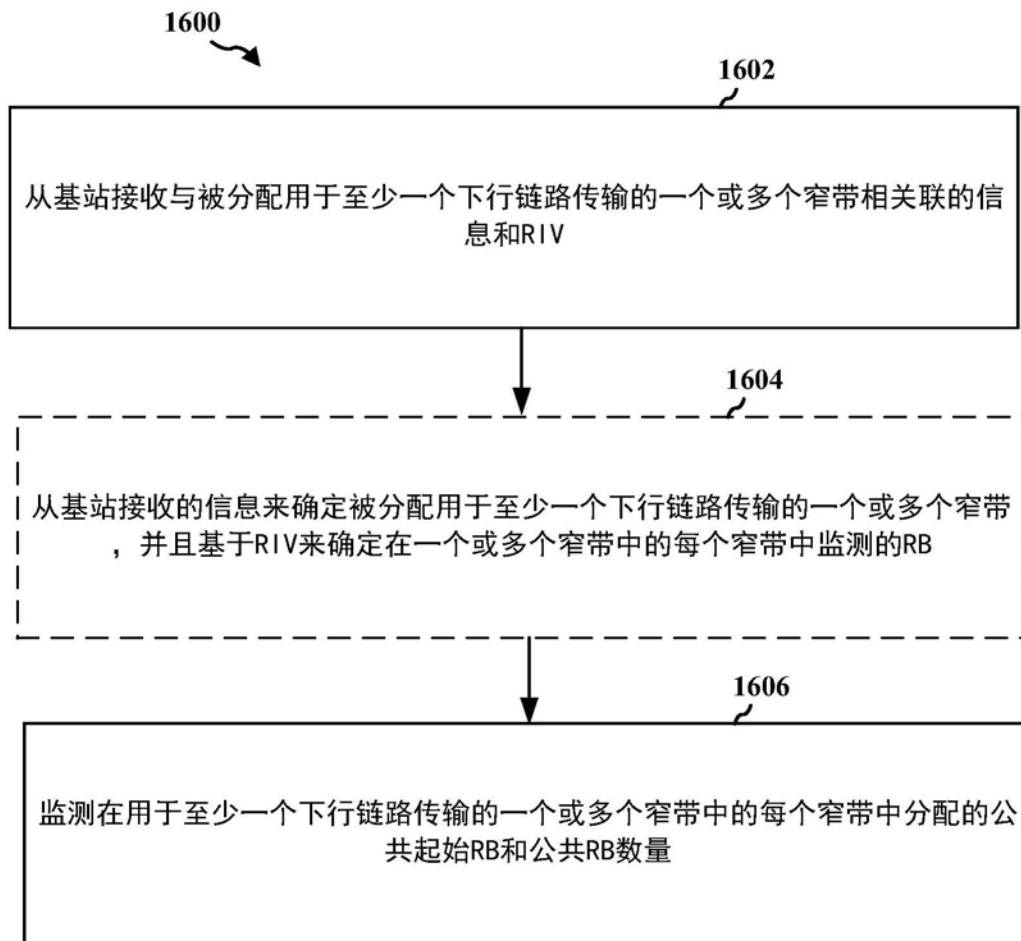 1600
1602
从基站接收与被分配用于至少一个下行链路传输的一个或多个窄带相关联的信
息和RIV
1604
从基站接收的信息来确定被分配用于至少一个下行链路传输的一个或多个窄带
，并且基于RIV来确定在一个或多个窄带中的每个窄带中监测的RB
1606
监测在用于至少一个下行链路传输的一个或多个窄带中的每个窄带中分配的公
共起始RB和公共RB数量